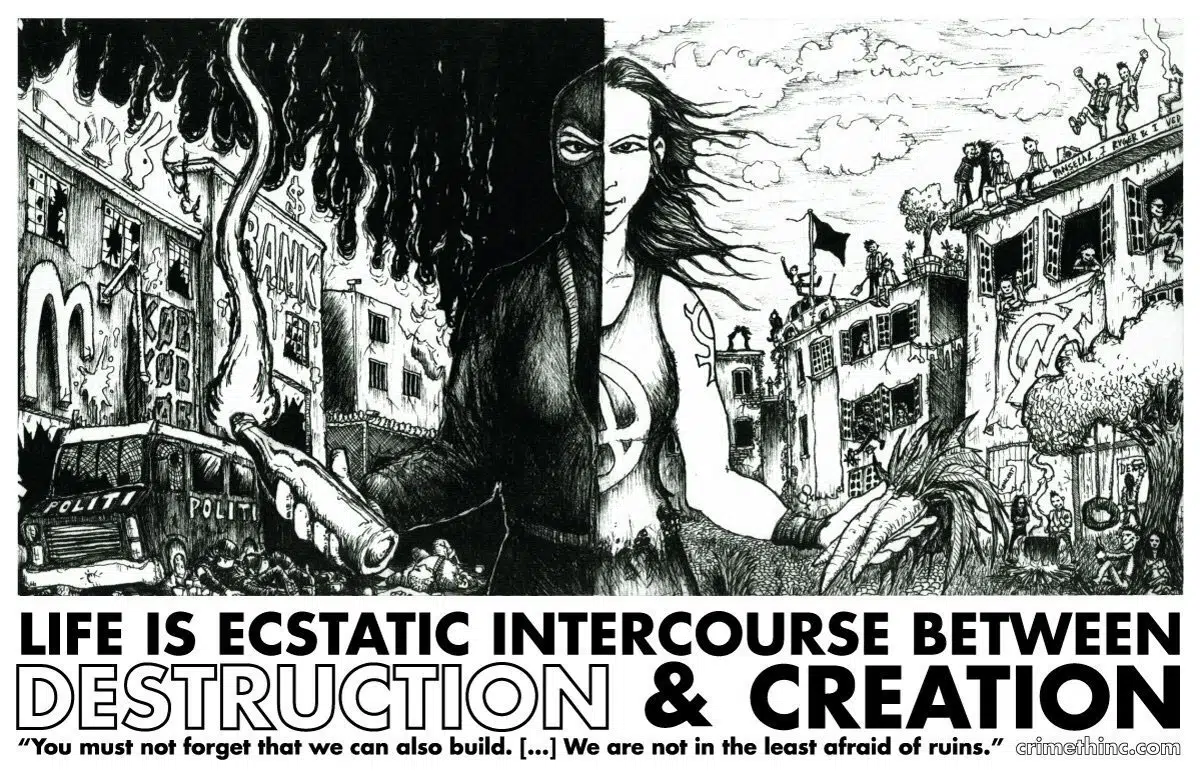 $
BANK
M
KØB
KØB
KØB
POLITI
POLITI
LIFE IS ECSTATIC INTERCOURSE BETWEEN
DESTRUCTION & CREATION
“You must not forget that we can also build. [...] We are not in the least afraid of ruins.” crimethinc.com